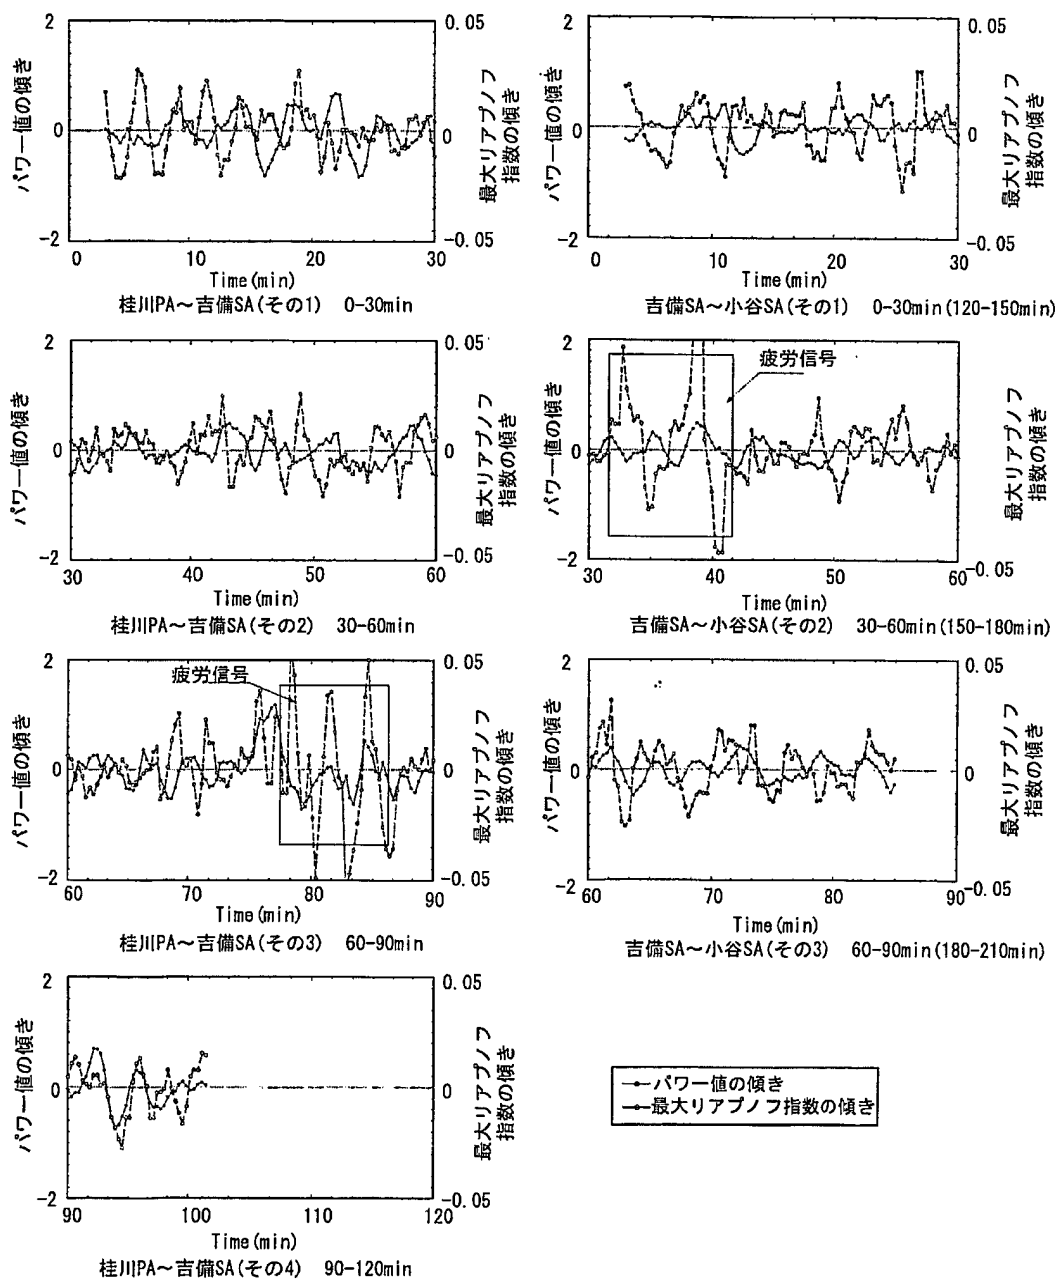 2
0
-2
パワー値の傾き
0.05
0
-0.05
最大リアプノフ
指数の傾き
0 10 20 30
Time(min)
桂川PA～吉備SA(その1) 0-30min
2
0
-2
パワー値の傾き
0.05
0
-0.05
最大リアプノフ
指数の傾き
0 10 20 30
Time(min)
吉備SA～小谷SA(その1) 0-30min(120-150min)
2
0
-2
パワー値の傾き
0.05
0
-0.05
最大リアプノフ
指数の傾き
30 40 50 60
Time(min)
桂川PA～吉備SA(その2) 30-60min
2
0
-2
パワー値の傾き
疲労信号
0.05
0
-0.05
最大リアプノフ
指数の傾き
30 40 50 60
Time(min)
吉備SA～小谷SA(その2) 30-60min(150-180min)
2
0
-2
パワー値の傾き
疲労信号
0.05
0
-0.05
最大リアプノフ
指数の傾き
60 70 80 90
Time(min)
桂川PA～吉備SA(その3) 60-90min
2
0
-2
パワー値の傾き
0.05
0
-0.05
最大リアプノフ
指数の傾き
60 70 80 90
Time(min)
吉備SA～小谷SA(その3) 60-90min(180-210min)
2
0
-2
パワー値の傾き
0.05
0
-0.05
最大リアプノフ
指数の傾き
90 100 110 120
Time(min)
桂川PA～吉備SA(その4) 90-120min
パワー値の傾き
最大リアプノフ指数の傾き